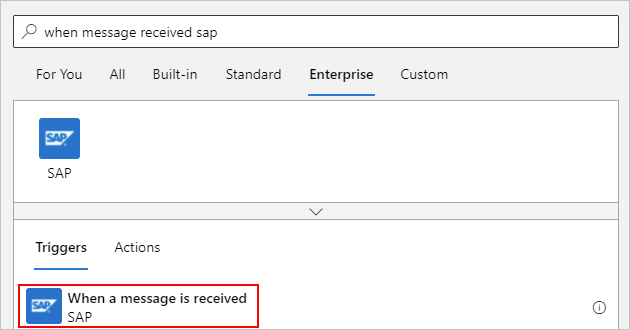 when message received sap
For You All Built-in Standard Enterprise Custom
SAP
SAP
Triggers Actions
SAP
When a message is received
SAP